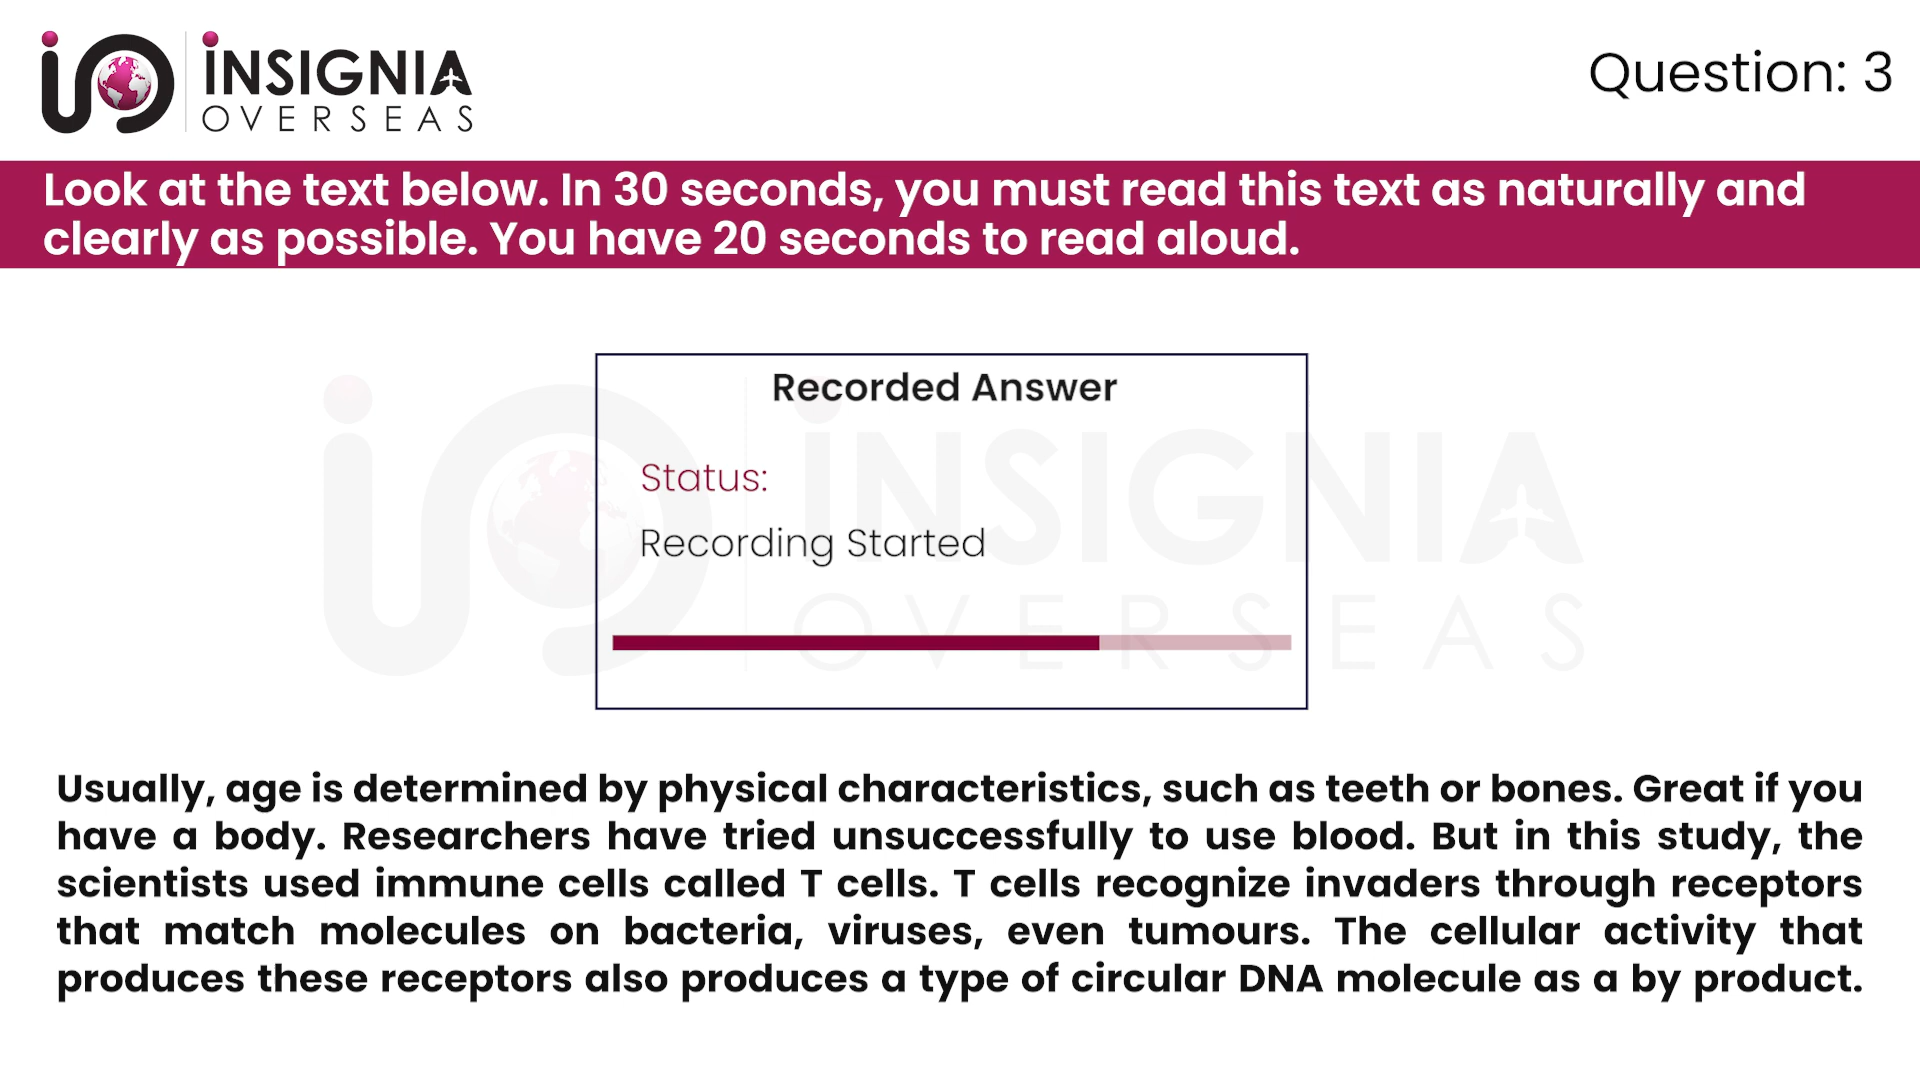 INSIGNIA
OVERSEAS
Question: 3
Look at the text below. In 30 seconds, you must read this text as naturally and
clearly as possible. You have 20 seconds to read aloud.
Recorded Answer
Status:
Recording Started
INSIGNIA
OVERSEAS
Usually, age is determined by physical characteristics, such as teeth or bones. Great if you
have a body. Researchers have tried unsuccessfully to use blood. But in this study, the
scientists used immune cells called T cells. T cells recognize invaders through receptors
that match molecules on bacteria, viruses, even tumours. The cellular activity that
produces these receptors also produces a type of circular DNA molecule as a by product.